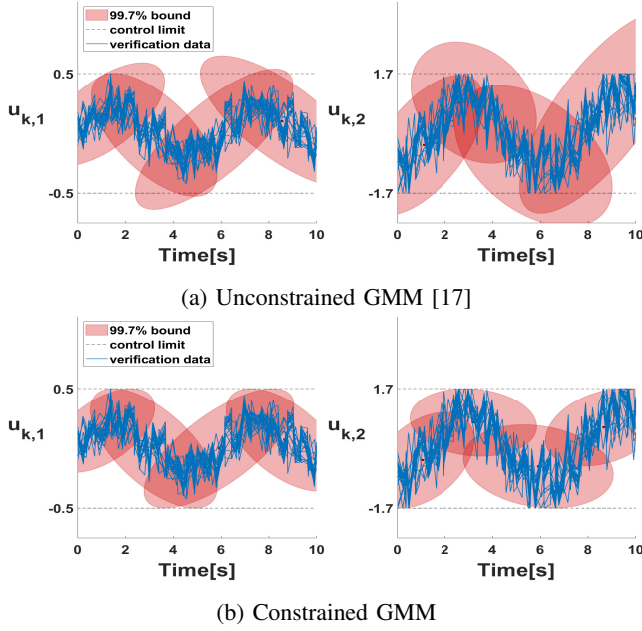 99.7% bound
control limit
verification data
0.5
u_{k,1}
-0.5
0 2 4 6 8 10
Time[s]
1.7
u_{k,2}
-1.7
0 2 4 6 8 10
Time[s]
(a) Unconstrained GMM [17]
99.7% bound
control limit
verification data
0.5
u_{k,1}
-0.5
0 2 4 6 8 10
Time[s]
1.7
u_{k,2}
-1.7
0 2 4 6 8 10
Time[s]
(b) Constrained GMM